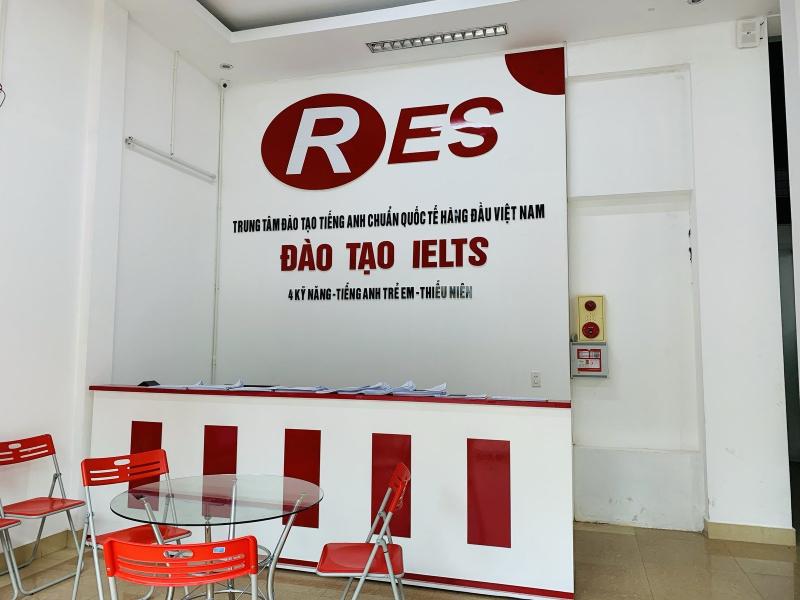 RES
TRUNG TÂM ĐÀO TẠO TIẾNG ANH CHUẨN QUỐC TẾ HÀNG ĐẦU VIỆT NAM
ĐÀO TẠO IELTS
4 KỸ NĂNG - TIẾNG ANH TRẺ EM - THIẾU NIÊN